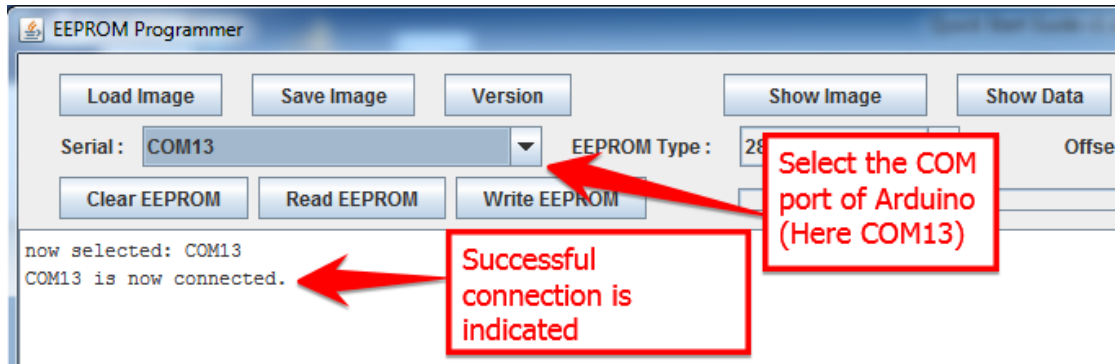 EEPROM Programmer
Load Image Save Image Version Show Image Show Data
Serial : COM13 EEPROM Type : 28 Offse
Clear EEPROM Read EEPROM Write EEPROM
Select the COM
port of Arduino
(Here COM13)
now selected: COM13
COM13 is now connected.
Successful
connection is
indicated